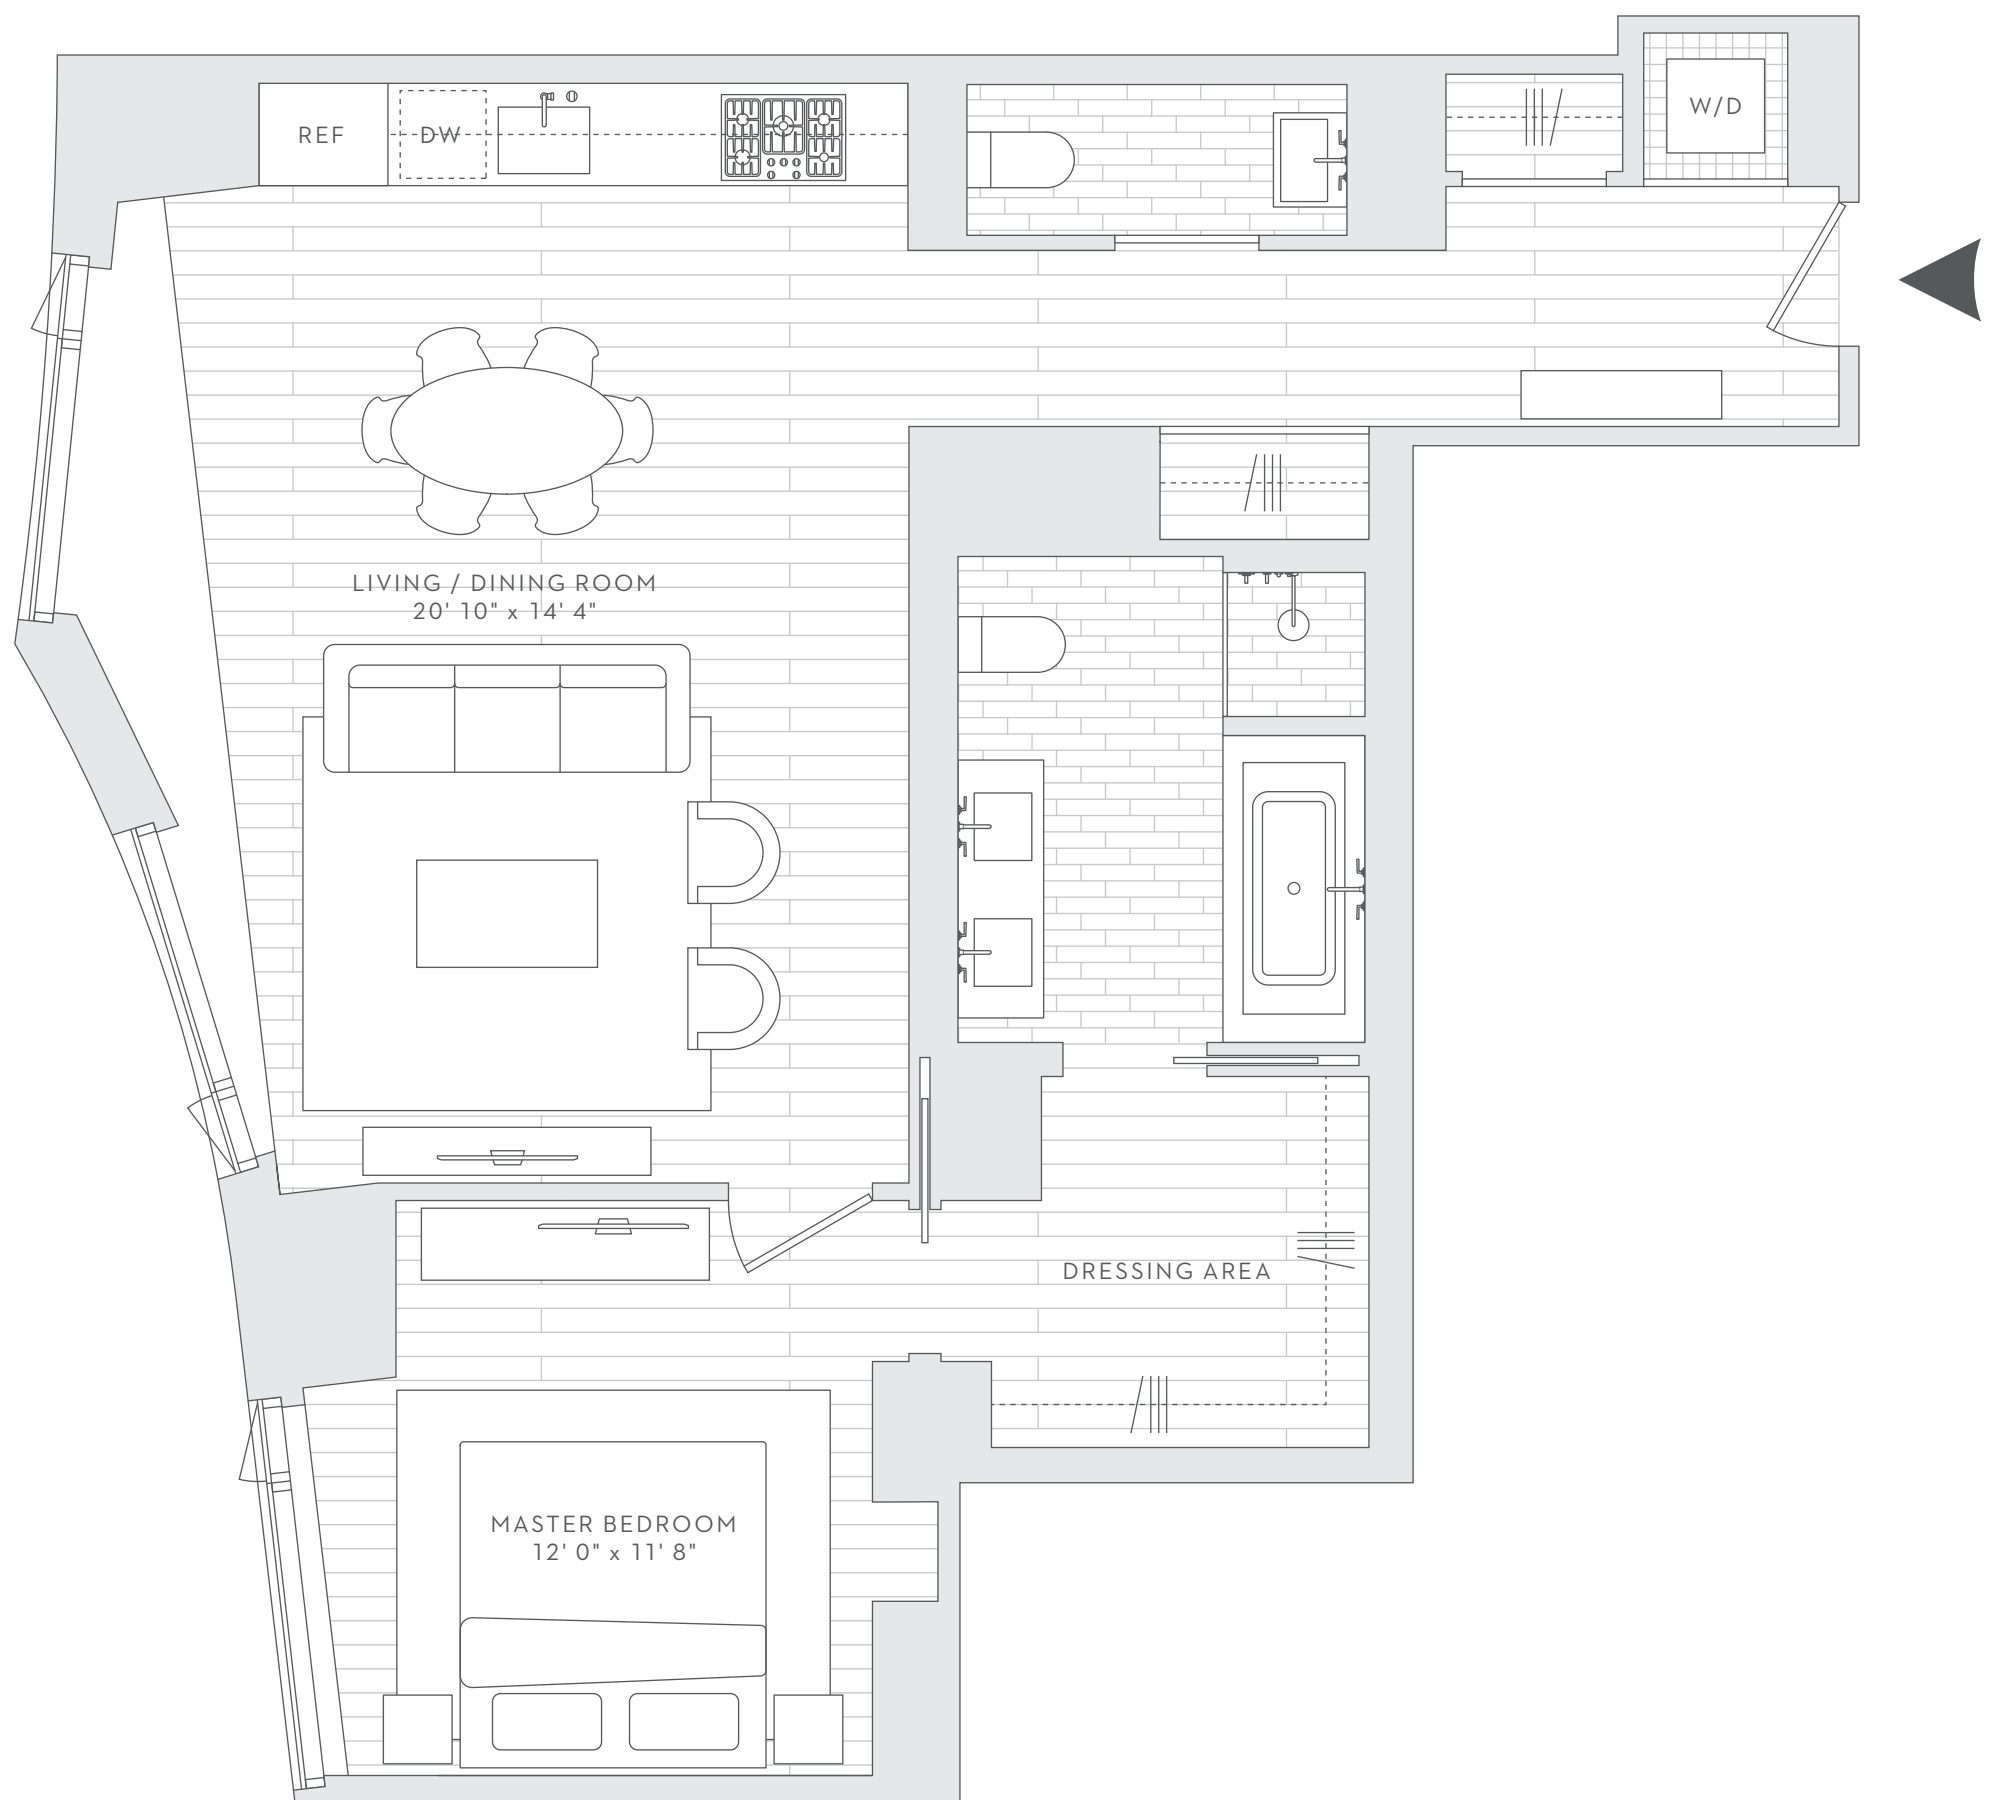 REF
DW
W/D
LIVING / DINING ROOM
20' 10" x 14' 4"
DRESSING AREA
MASTER BEDROOM
12' 0" x 11' 8"